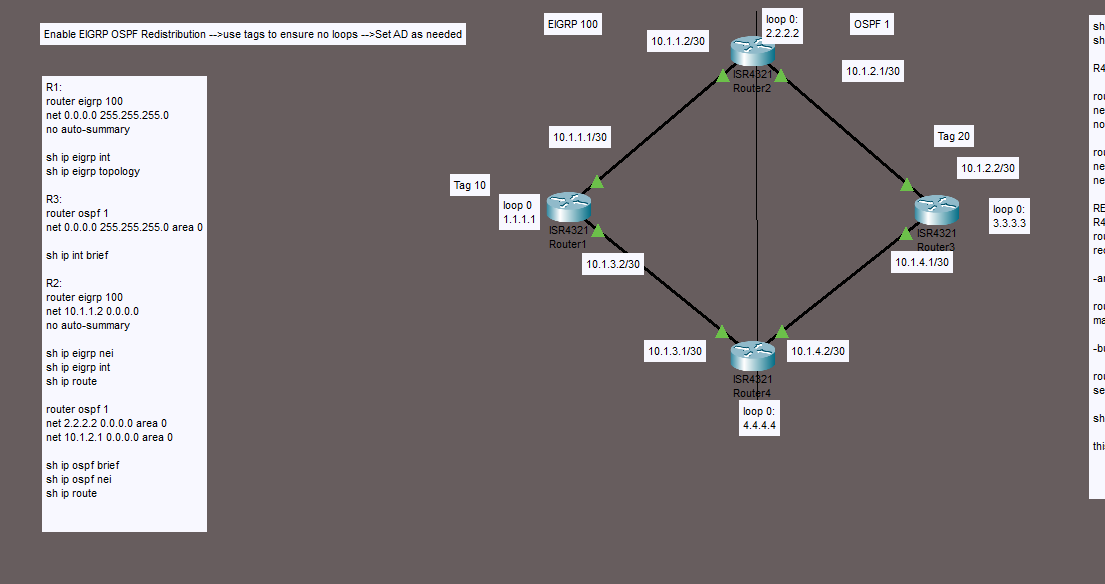 Enable EIGRP OSPF Redistribution -->use tags to ensure no loops -->Set AD as needed
R1:
router eigrp 100
net 0.0.0.0 255.255.255.0
no auto-summary
sh ip eigrp int
sh ip eigrp topology
R3:
router ospf 1
net 0.0.0.0 255.255.255.0 area 0
sh ip int brief
R2:
router eigrp 100
net 10.1.1.2 0.0.0.0
no auto-summary
sh ip eigrp nei
sh ip eigrp int
sh ip route
router ospf 1
net 2.2.2.2 0.0.0.0 area 0
net 10.1.2.1 0.0.0.0 area 0
sh ip ospf brief
sh ip ospf nei
sh ip route
EIGRP 100
loop 0:
2.2.2.2
OSPF 1
10.1.1.2/30
ISR4321
Router2
10.1.2.1/30
10.1.1.1/30
Tag 20
10.1.2.2/30
Tag 10
loop 0
1.1.1.1
ISR4321
Router1
loop 0:
3.3.3.3
ISR4321
Router3
10.1.3.2/30
10.1.4.1/30
10.1.3.1/30
10.1.4.2/30
ISR4321
Router4
loop 0:
4.4.4.4
sh
sh
R4
rou
ne
no
rou
ne
ne
RE
R4
rou
rec
rou
ma
rou
se
sh
this